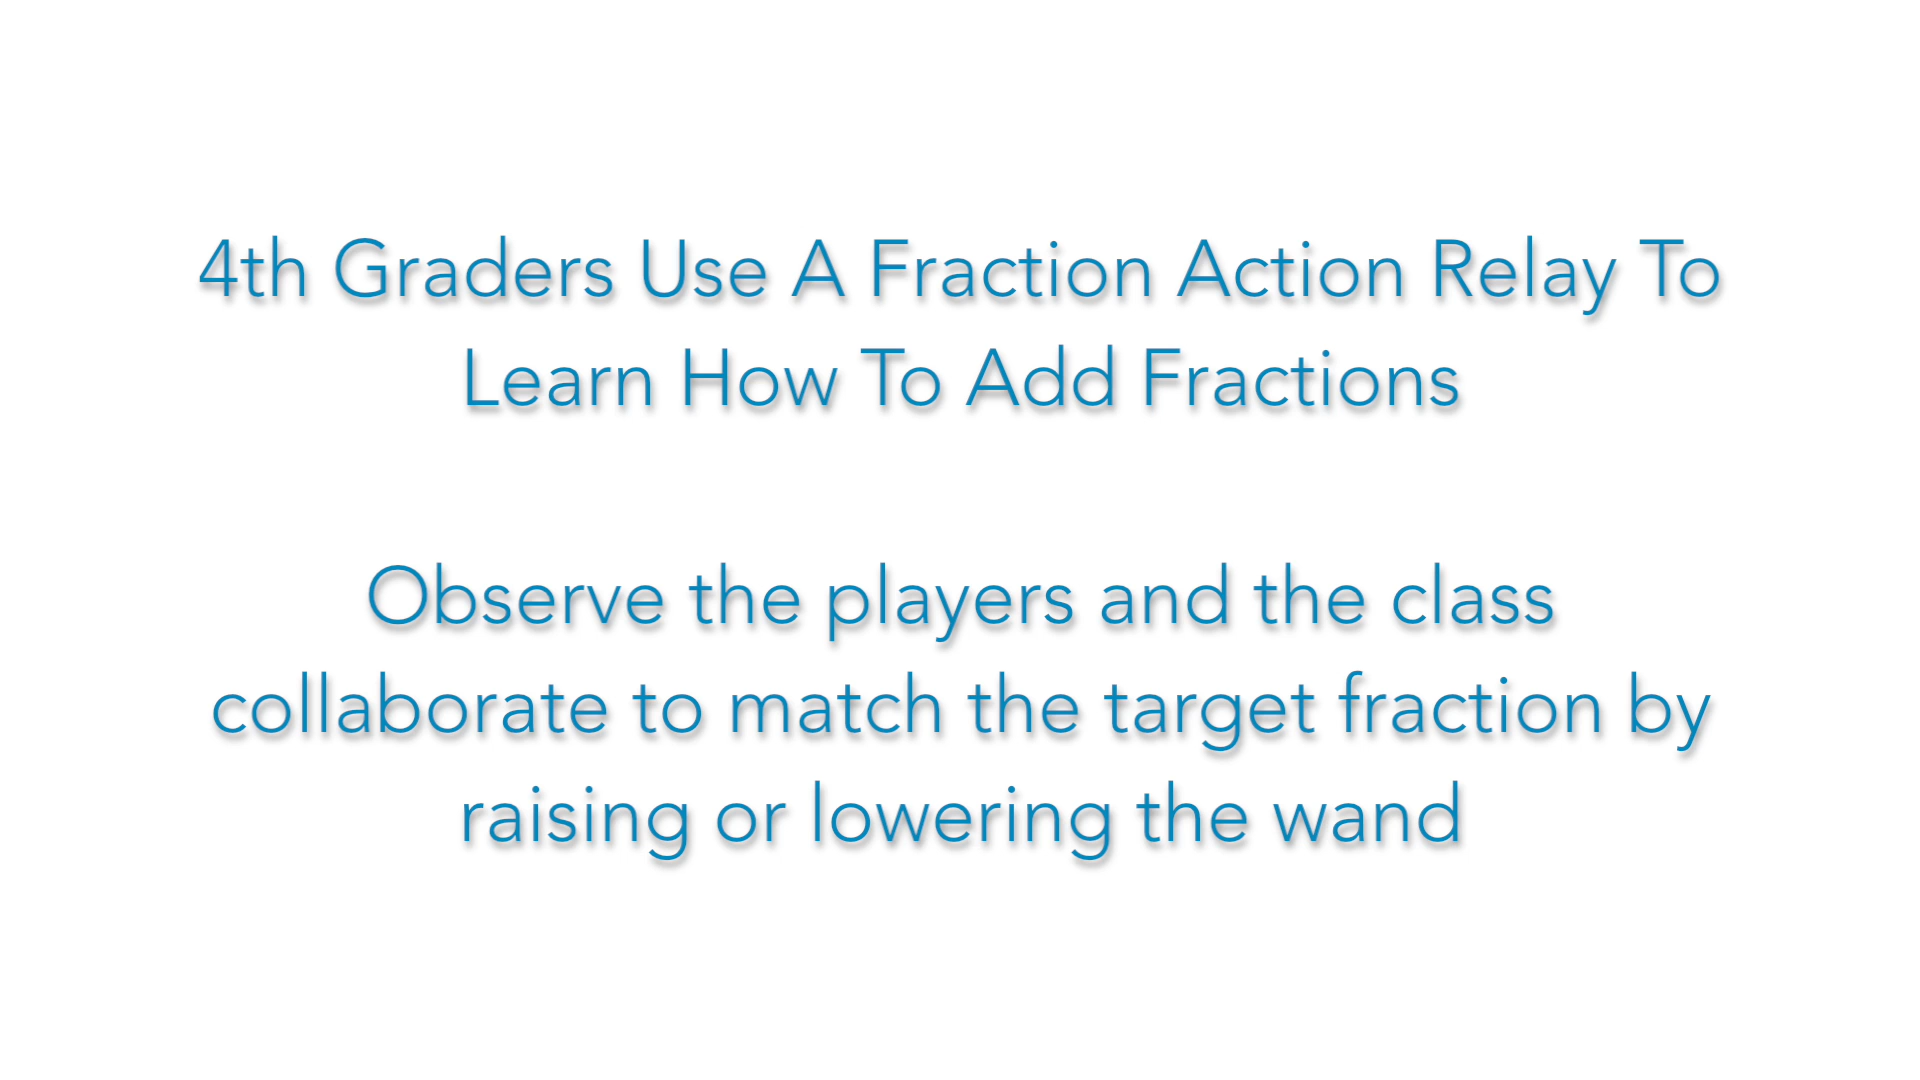 4th Graders Use A Fraction Action Relay To
Learn How To Add Fractions
Observe the players and the class
collaborate to match the target fraction by
raising or lowering the wand